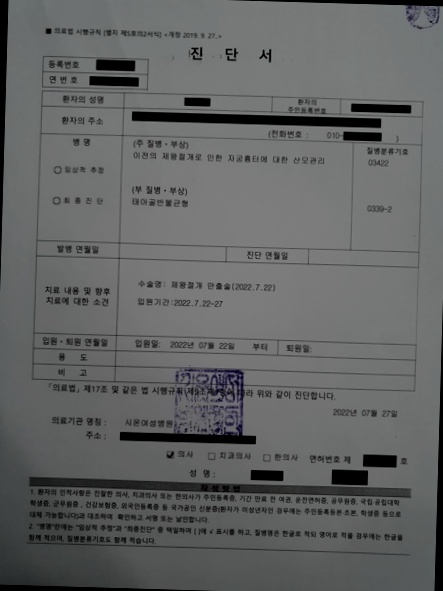 ■ 의료법 시행규칙 [별지 제5호의2서식] <개정 2019. 9. 27.>
진 단 서
등록번호
연 번 호
환자의 성명
환자의 주민등록번호
환자의 주소
(전화번호 : 010- )
병 명
(주 질병·부상)
질병분류기호
이전의 제왕절개로 인한 자궁흉터에 대한 산모관리
O3422
○ 임상적 추정
(부 질병·부상)
○ 최 종 진 단
태아골반불균형
O339-2
발병 연월일
진단 연월일
치료 내용 및 향후 치료에 대한 소견
수술명: 제왕절개 만출술(2022.7.22)
입원기간:2022.7.22-27
입원·퇴원 연월일
입원일: 2022년 07월 22일 부터
퇴원일:
용 도
비 고
「의료법」 제17조 및 같은 법 시행규칙 따라 위와 같이 진단합니다.
2022년 07월 27일
의료기관 명칭 : 시온여성병원
주소 :
☑ 의사 □ 치과의사 □ 한의사 면허번호 제 호
성 명 :
작성방법
1. 환자의 인적사항은 진찰한 의사, 치과의사 또는 한의사가 주민등록증, 기간 만료 전 여권, 운전면허증, 공무원증, 국립·공립대학
학생증, 군무원증, 건강보험증, 외국인등록증 등 국가공인 신분증(환자가 미성년자인 경우에는 주민등록등본·초본, 학생증 등으로
대체 가능합니다)과 대조하여 확인하고 서명 또는 날인합니다.
2. "병명"란에는 "임상적 추정"과 "최종진단" 중 택일하여 ( )에 √ 표시를 하고, 질병명은 한글로 적되 영어로 적을 경우에는 한글을
함께 적으며, 질병분류기호도 함께 적습니다.